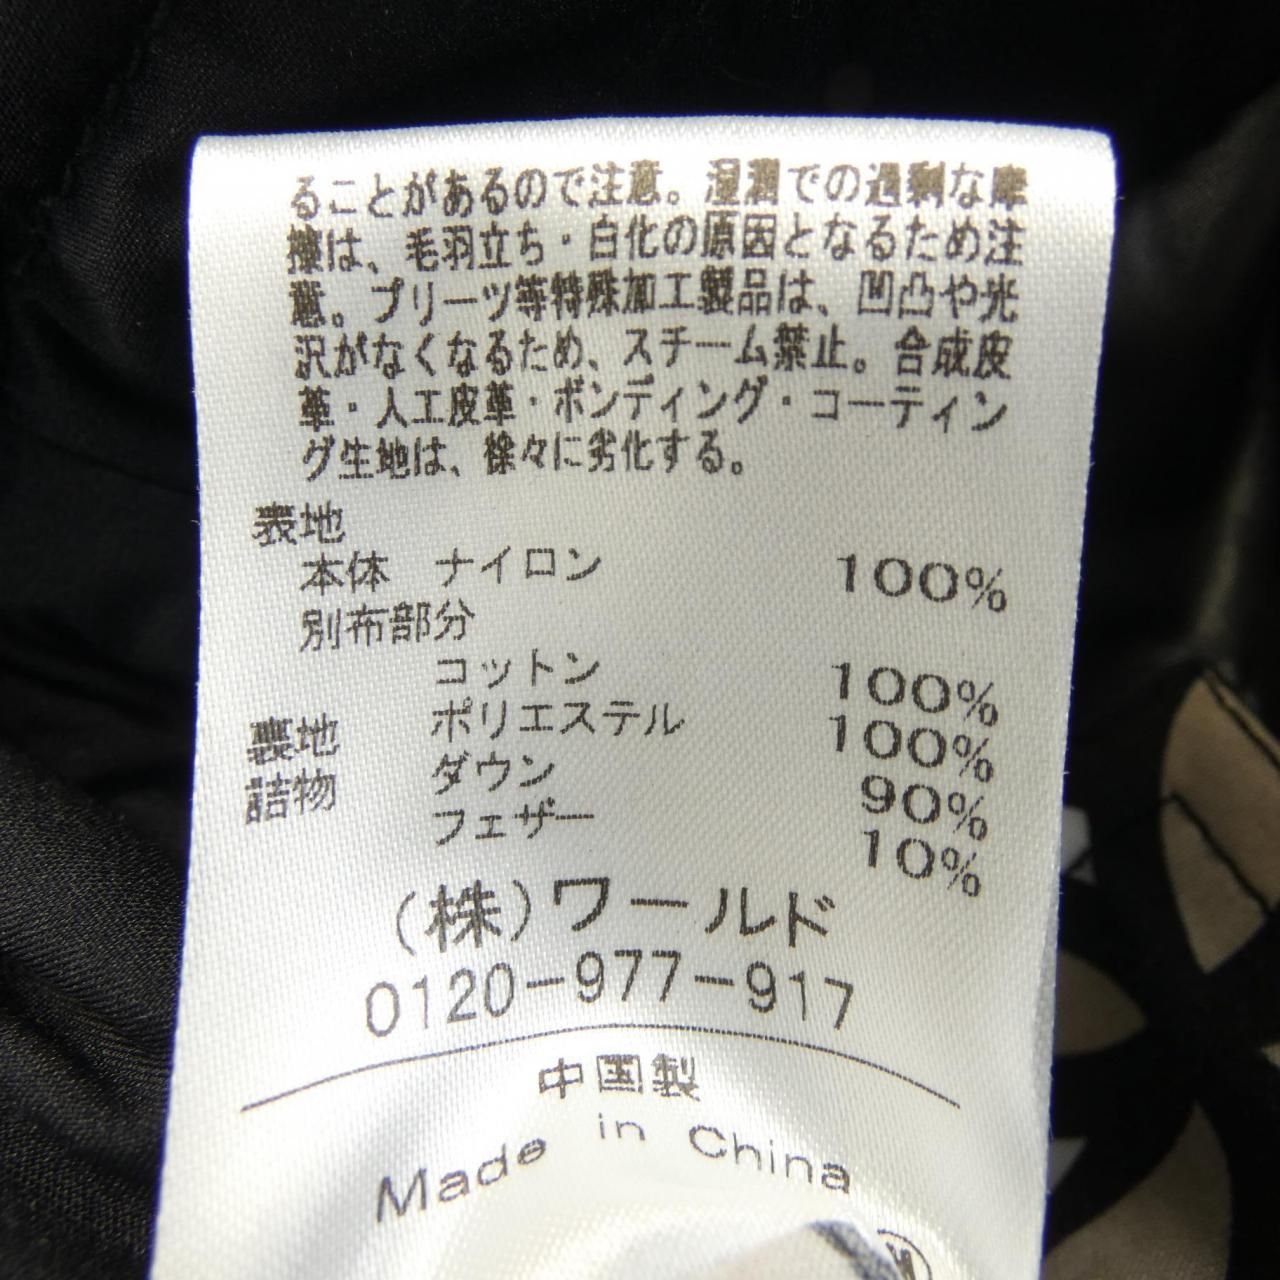 ることがあるので注意。湿潤での過剰な摩
擦は、毛羽立ち・白化の原因となるため注
意。プリーツ等特殊加工製品は、凹凸や光
沢がなくなるため、スチーム禁止。合成皮
革・人工皮革・ボンディング・コーティン
グ生地は、徐々に劣化する。
表地
本体 ナイロン 100%
別布部分
コットン 100%
裏地 ポリエステル 100%
詰物 ダウン 90%
フェザー 10%
(株)ワールド
0120-977-917
中国製
Made in China